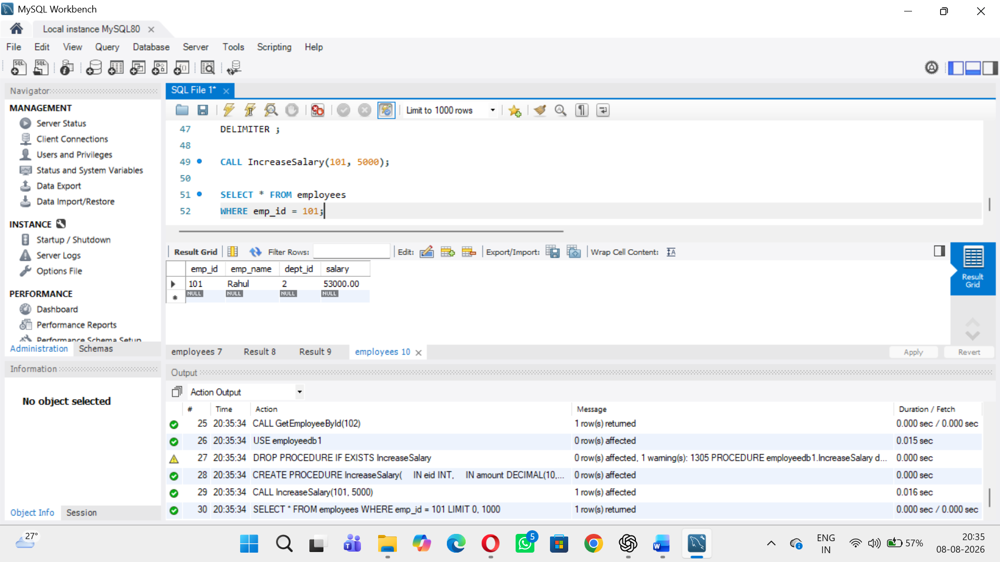 MySQL Workbench
Local instance MySQL80
File Edit View Query Database Server Tools Scripting Help
Navigator
MANAGEMENT
Server Status
Client Connections
Users and Privileges
Status and System Variables
Data Export
Data Import/Restore
INSTANCE
Startup / Shutdown
Server Logs
Options File
PERFORMANCE
Dashboard
Performance Reports
Performance Schema Setup
Administration Schemas
Information
No object selected
Object Info Session
SQL File 1*
Limit to 1000 rows
47 DELIMITER ;
48
49 CALL IncreaseSalary(101, 5000);
50
51 SELECT * FROM employees
52 WHERE emp_id = 101;
Result Grid Filter Rows: Edit: Export/Import: Wrap Cell Content:
emp_id emp_name dept_id salary
101 Rahul 2 53000.00
NULL NULL NULL NULL
Result Grid
employees 7 Result 8 Result 9 employees 10 Apply Revert
Output
Action Output
# Time Action Message Duration / Fetch
25 20:35:34 CALL GetEmployeeById(102) 1 row(s) returned 0.000 sec / 0.000 sec
26 20:35:34 USE employeedb1 0 row(s) affected 0.015 sec
27 20:35:34 DROP PROCEDURE IF EXISTS IncreaseSalary 0 row(s) affected, 1 warning(s): 1305 PROCEDURE employeedb1.IncreaseSalary d... 0.000 sec
28 20:35:34 CREATE PROCEDURE IncreaseSalary( IN eid INT, IN amount DECIMAL(10,... 0 row(s) affected 0.000 sec
29 20:35:34 CALL IncreaseSalary(101, 5000) 1 row(s) affected 0.016 sec
30 20:35:34 SELECT * FROM employees WHERE emp_id = 101 LIMIT 0, 1000 1 row(s) returned 0.000 sec / 0.000 sec
27°
5
ENG
IN
57%
20:35
08-08-2026